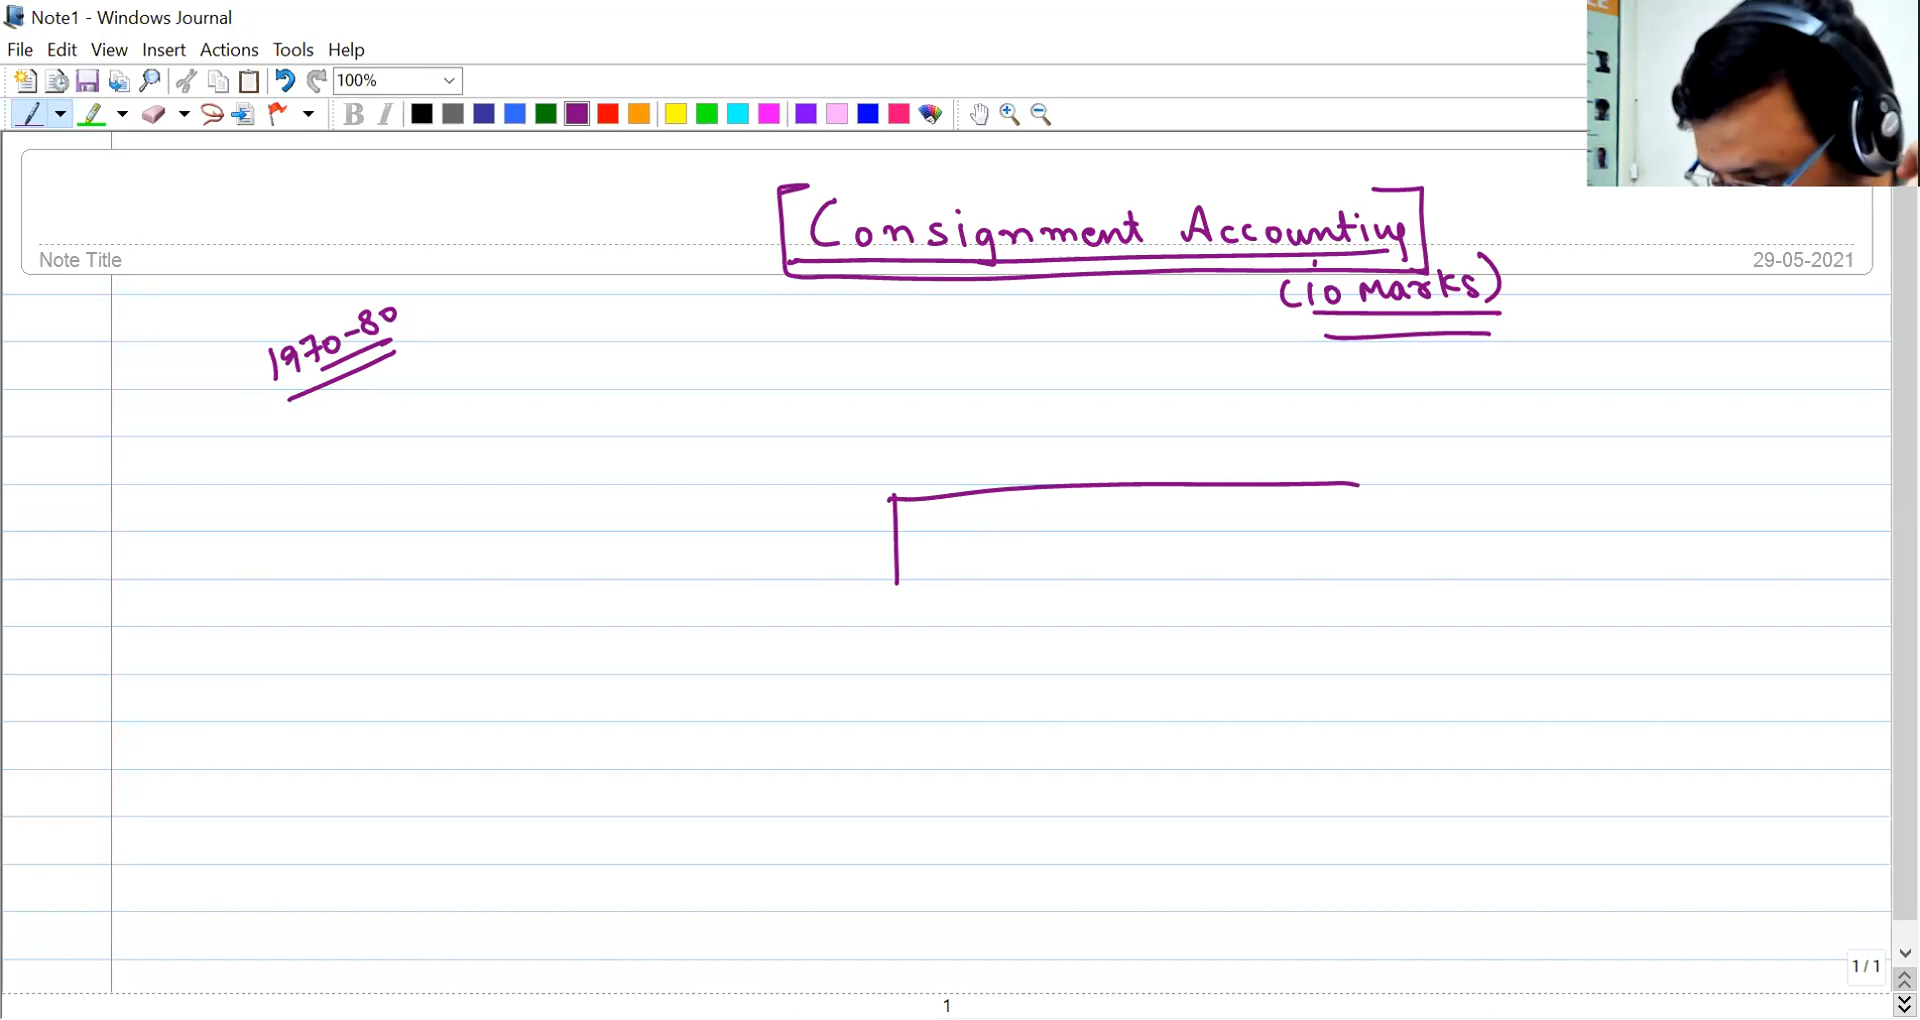 Note1 - Windows Journal
File Edit View Insert Actions Tools Help
100%
B I
[Consignment Accounting]
Note Title
29-05-2021
(10 Marks)
1970-80
1 / 1
1